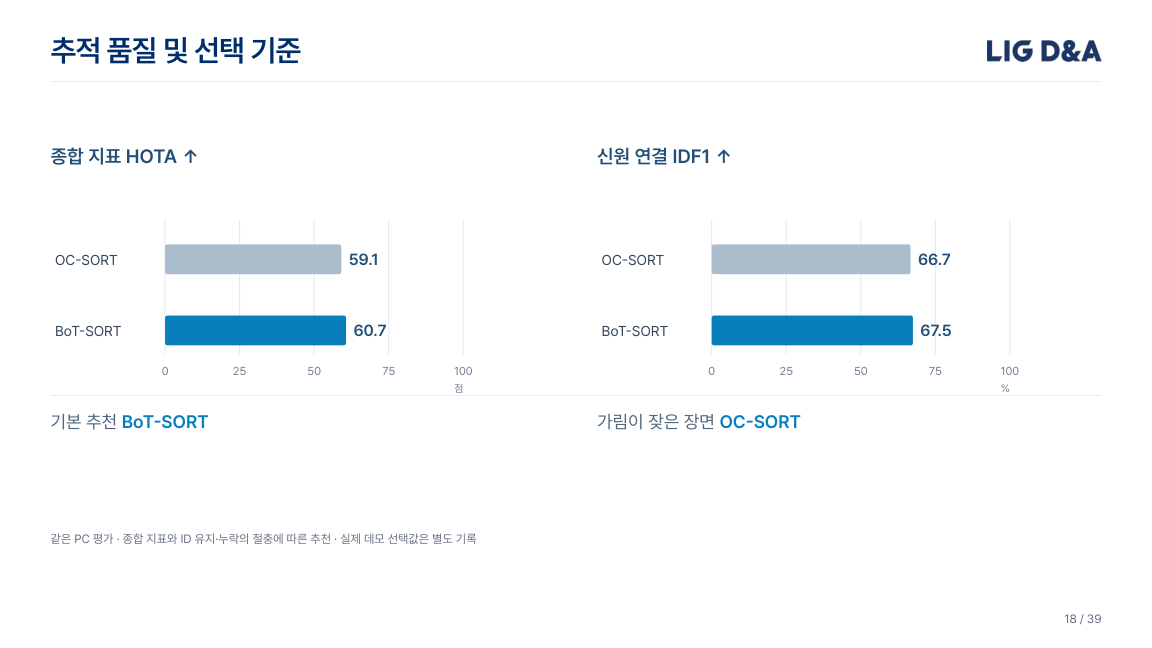 추적 품질 및 선택 기준
LIG D&A
종합 지표 HOTA ↑
OC-SORT
59.1
BoT-SORT
60.7
0 25 50 75 100
점
신원 연결 IDF1 ↑
OC-SORT
66.7
BoT-SORT
67.5
0 25 50 75 100
%
기본 추천 BoT-SORT
가림이 잦은 장면 OC-SORT
같은 PC 평가 · 종합 지표와 ID 유지·누락의 절충에 따른 추천 · 실제 데모 선택값은 별도 기록
18 / 39